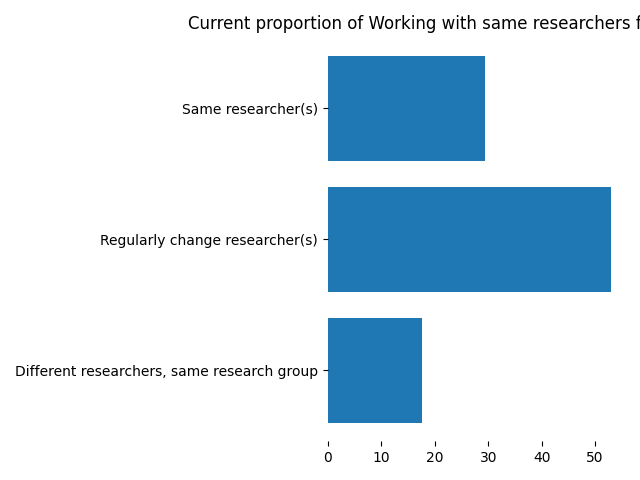 Current proportion of Working with same researchers
Same researcher(s)
Regularly change researcher(s)
Different researchers, same research group
0 10 20 30 40 50